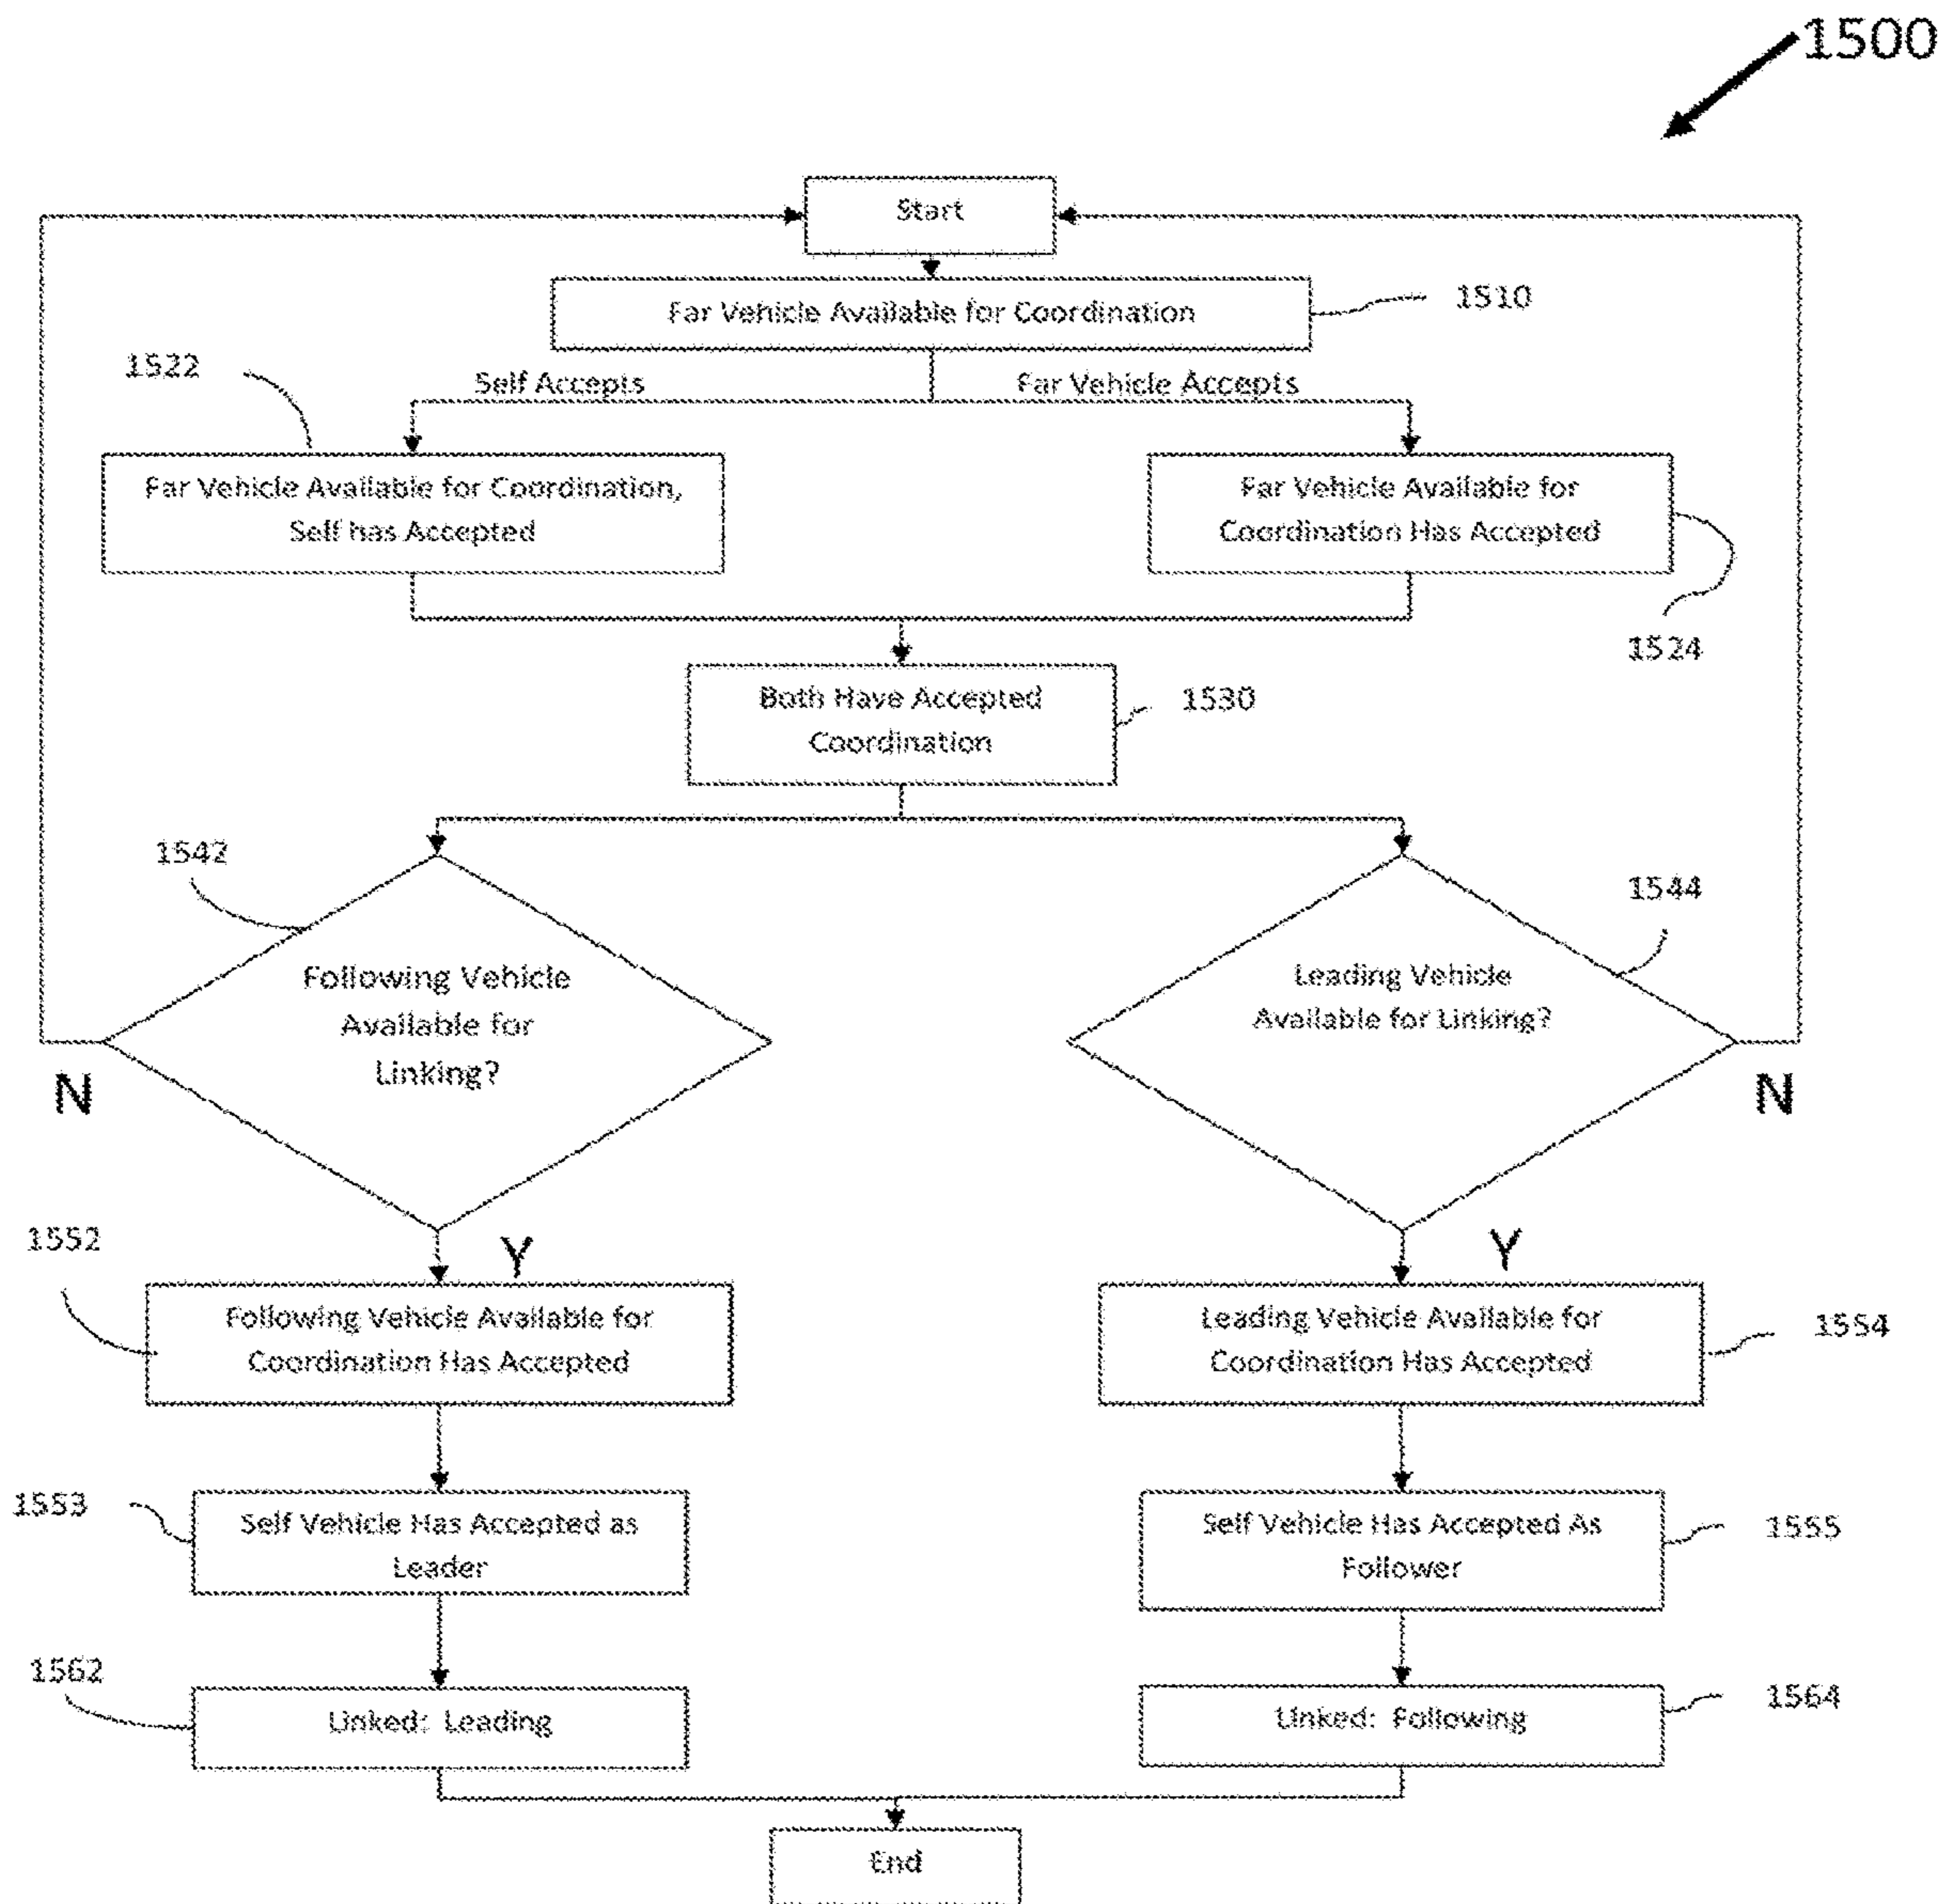 1500
Start
Far Vehicle Available for Coordination
1510
1522
Self Accepts
Far Vehicle Accepts
Far Vehicle Available for Coordination,
Self has Accepted
Far Vehicle Available for
Coordination Has Accepted
1524
Both Have Accepted
Coordination
1530
1542
1544
Following Vehicle
Available for
Linking?
Leading Vehicle
Available for Linking?
N
N
1552
Y
Y
Following Vehicle Available for
Coordination Has Accepted
Leading Vehicle Available for
Coordination Has Accepted
1554
1553
Self Vehicle Has Accepted as
Leader
Self Vehicle Has Accepted As
Follower
1555
1562
Linked: Leading
Linked: Following
1564
End